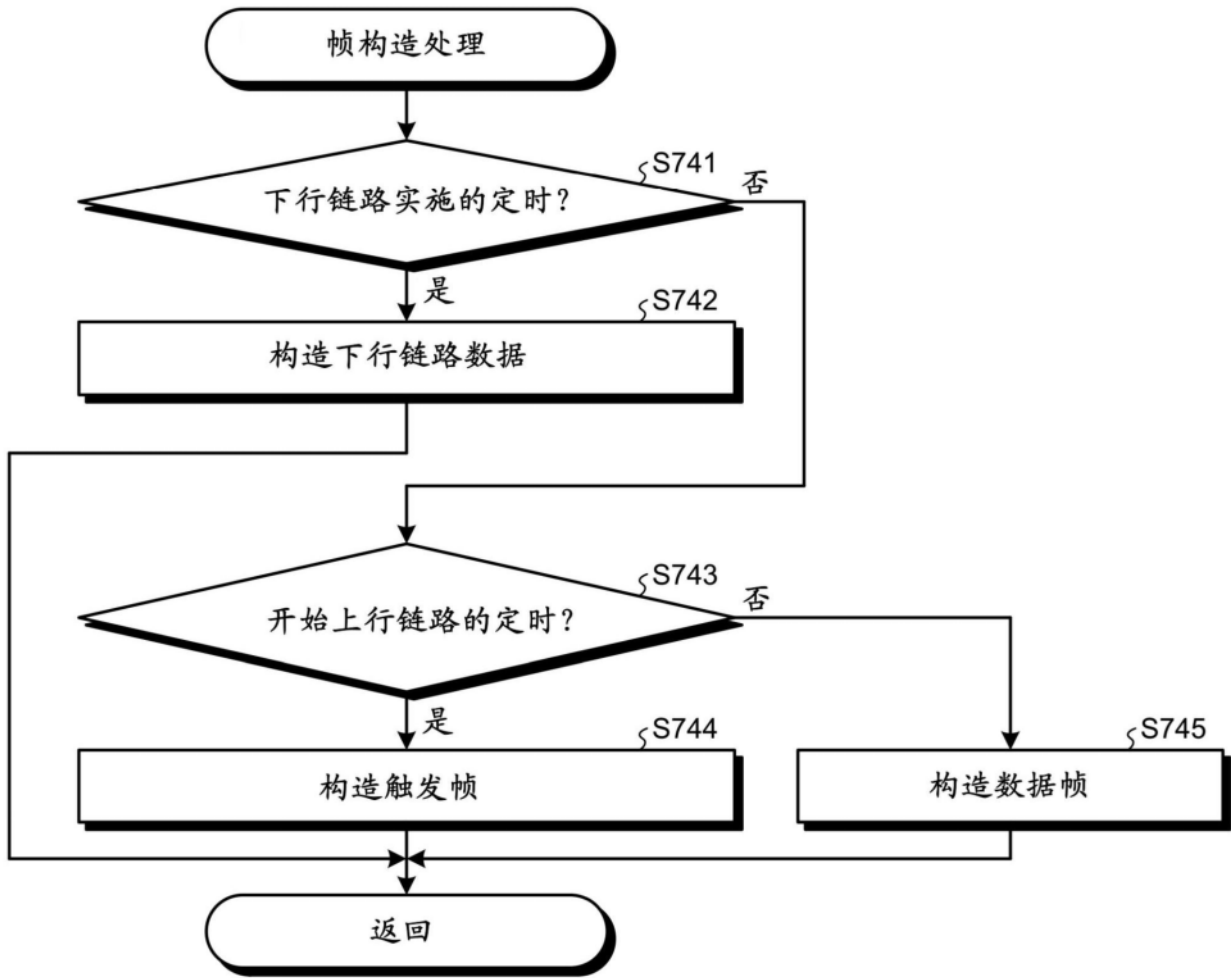 帧构造处理
S741
下行链路实施的定时?
否
是
S742
构造下行链路数据
S743
开始上行链路的定时?
否
是
S744
构造触发帧
S745
构造数据帧
返回